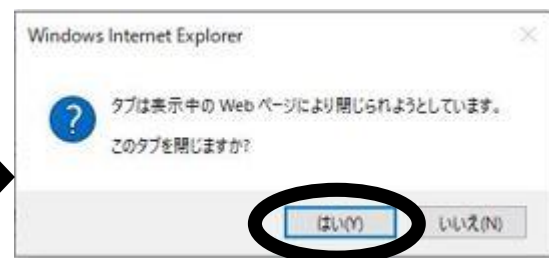 Windows Internet Explorer
タブは表示中の Web ページにより閉じられようとしています。
このタブを閉じますか?
はい(Y)
いいえ(N)